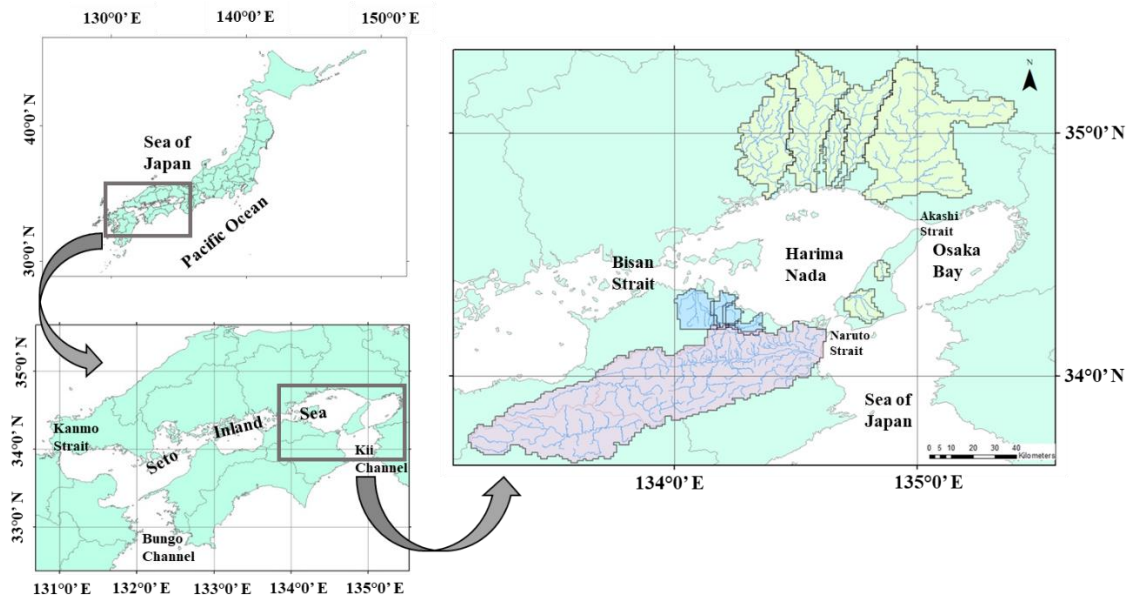 130°0’ E 140°0’ E 150°0’ E
40°0’ N
30°0’ N
Sea of
Japan
Pacific Ocean
35°0’ N
34°0’ N
33°0’ N
Kanmo
Strait
Seto
Inland
Sea
Kii
Channel
Bungo
Channel
131°0’ E 132°0’ E 133°0’ E 134°0’ E 135°0’ E
N
35°0’ N
34°0’ N
Akashi
Strait
Osaka
Bay
Harima
Nada
Bisan
Strait
Naruto
Strait
Sea of
Japan
0 5 10 20 30 40
Kilometers
134°0’ E 135°0’ E